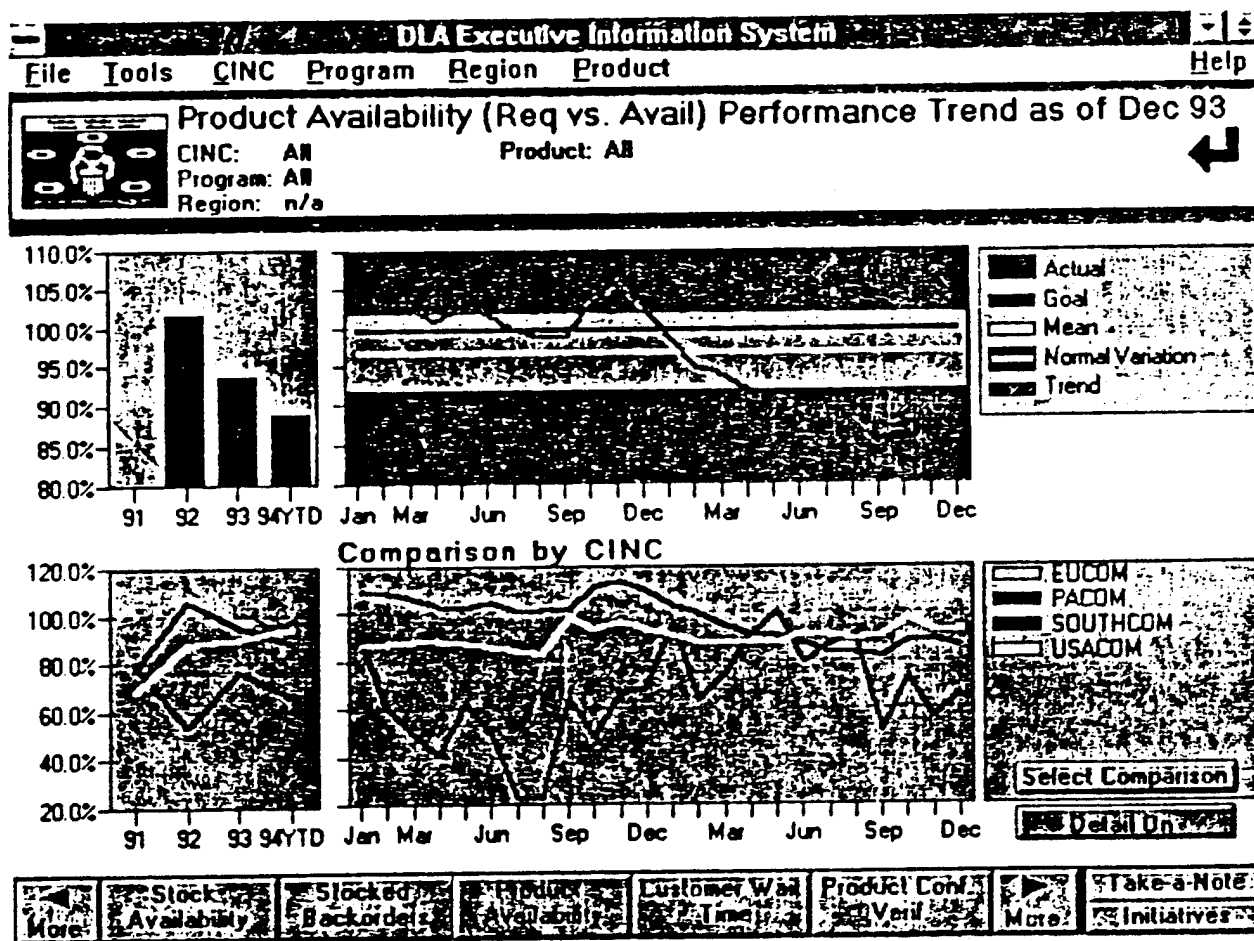 DLA Executive Information System
File Tools CINC Program Region Product Help
Product Availability (Req vs. Avail) Performance Trend as of Dec 93
CINC: All Product: All
Program: All
Region: n/a
110.0%
105.0%
100.0%
95.0%
90.0%
85.0%
80.0%
91 92 93 94YTD
Jan Mar Jun Sep Dec Mar Jun Sep Dec
Actual
Goal
Mean
Normal Variation
Trend
Comparison by CINC
120.0%
100.0%
80.0%
60.0%
40.0%
20.0%
91 92 93 94YTD
Jan Mar Jun Sep Dec Mar Jun Sep Dec
EUCOM
PACOM
SOUTHCOM
USACOM
Select Comparison
Detail On
More
Stock
Availability
Stocked
Backorders
Product
Availability
Customer Wait
Time
Product Conf.
Verif
More
Take-a-Note
Initiatives